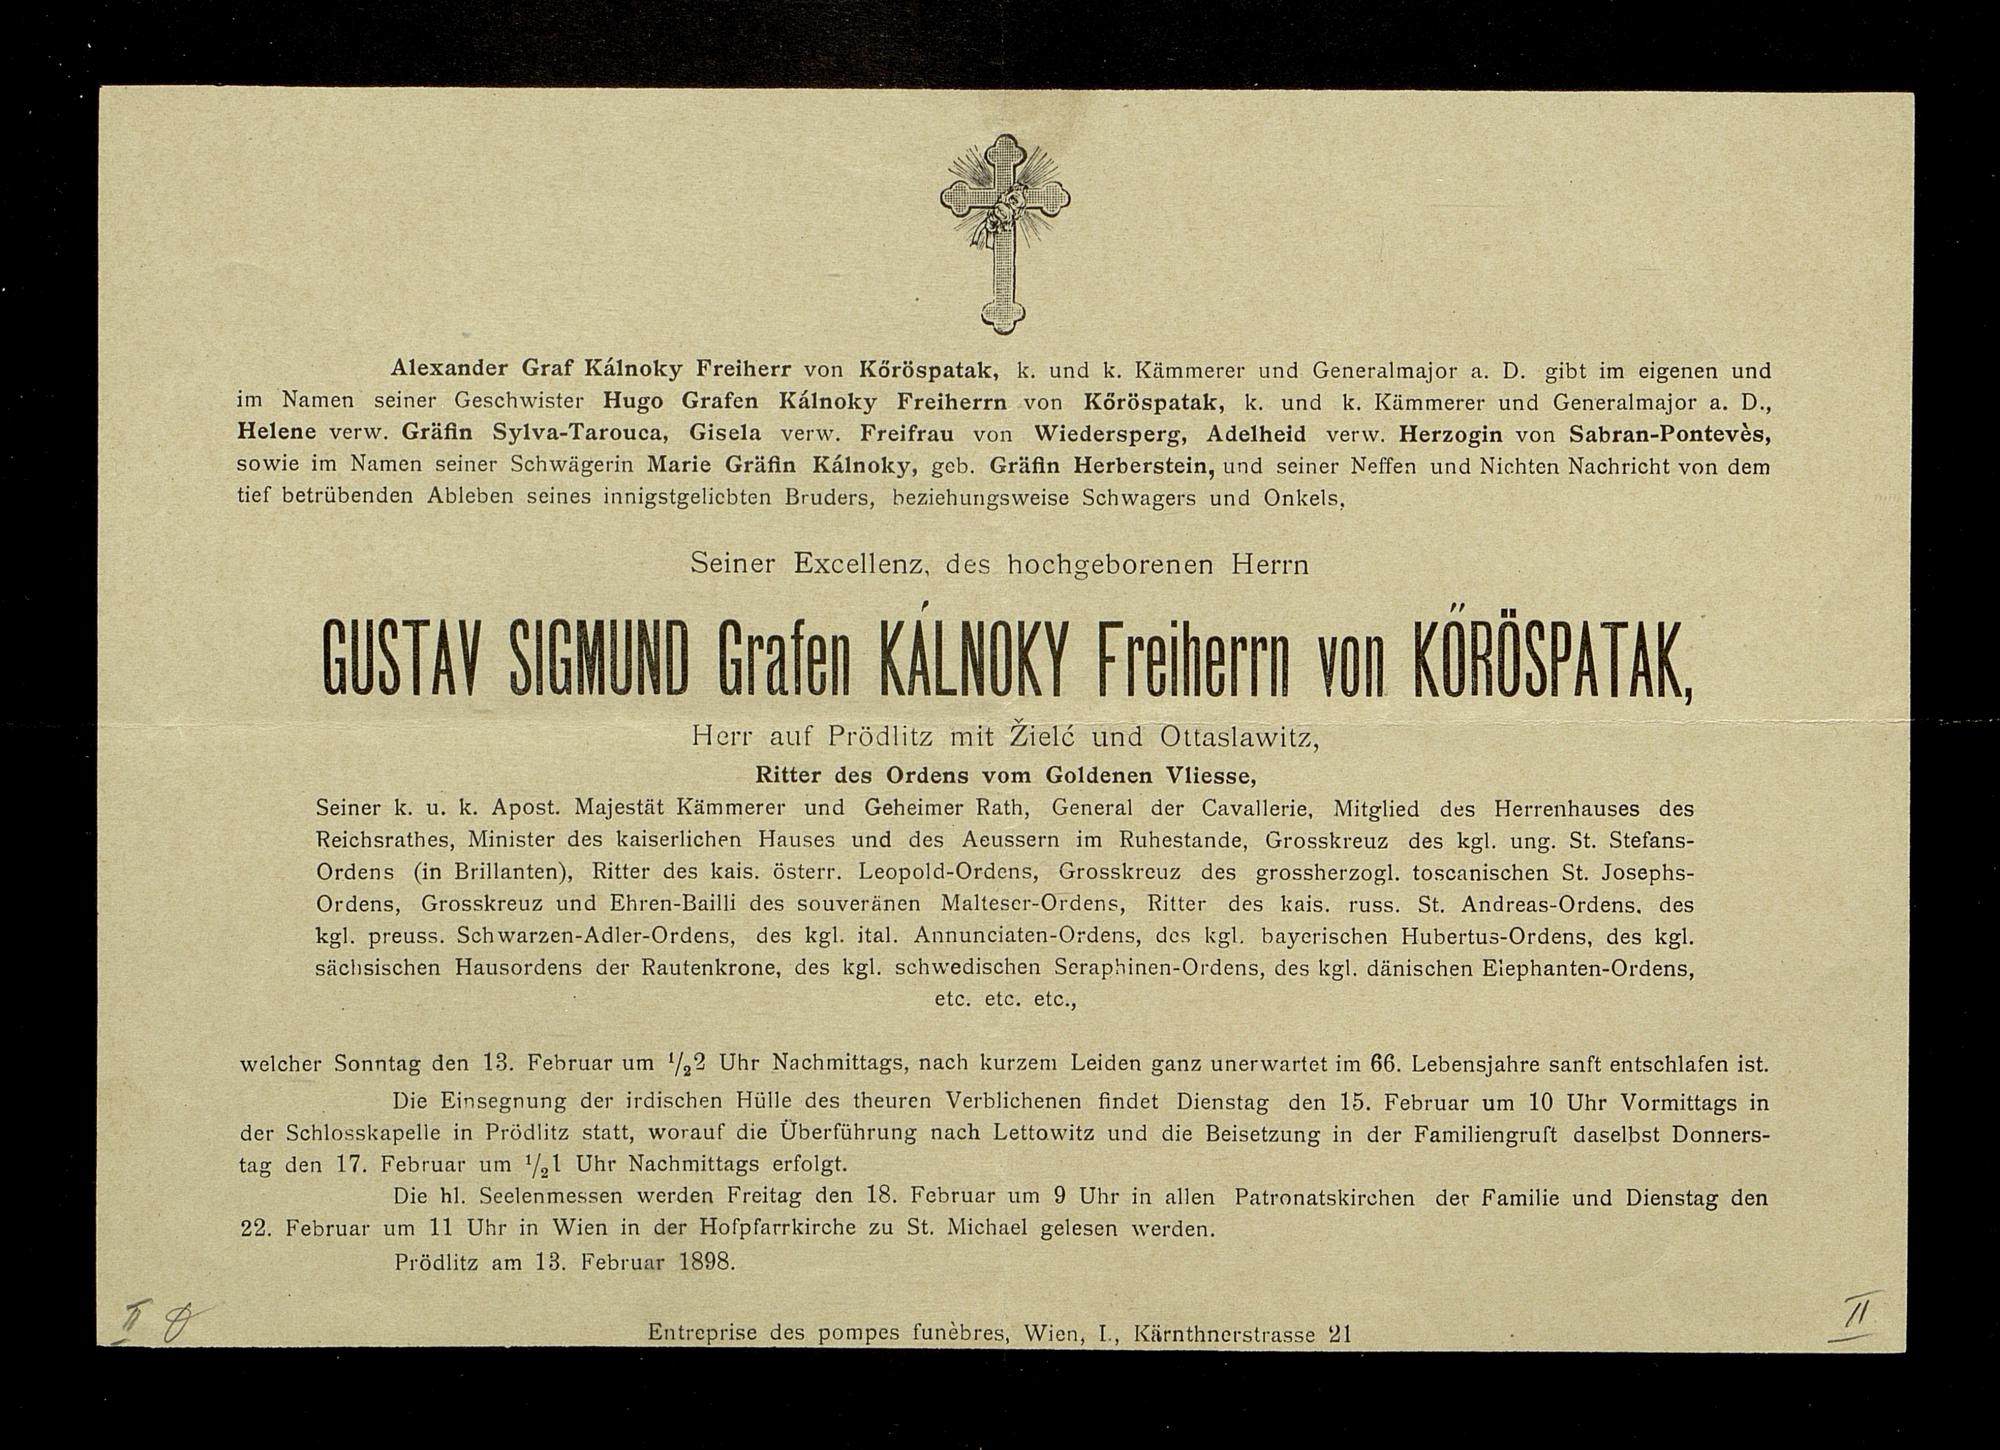 Alexander Graf Kálnoky Freiherr von Kőröspatak, k. und k. Kämmerer und Generalmajor a. D. gibt im eigenen und
im Namen seiner Geschwister Hugo Grafen Kálnoky Freiherrn von Kőröspatak, k. und k. Kämmerer und Generalmajor a. D.,
Helene verw. Gräfin Sylva-Tarouca, Gisela verw. Freifrau von Wiedersperg, Adelheid verw. Herzogin von Sabran-Pontevès,
sowie im Namen seiner Schwägerin Marie Gräfin Kálnoky, geb. Gräfin Herberstein, und seiner Neffen und Nichten Nachricht von dem
tief betrübenden Ableben seines innigstgeliebten Bruders, beziehungsweise Schwagers und Onkels,
Seiner Excellenz, des hochgeborenen Herrn
GUSTAV SIGMUND Grafen KÁLNOKY Freiherrn von KŐRÖSPATAK,
Herr auf Prödlitz mit Žielć und Ottaslawitz,
Ritter des Ordens vom Goldenen Vliesse,
Seiner k. u. k. Apost. Majestät Kämmerer und Geheimer Rath, General der Cavallerie, Mitglied des Herrenhauses des
Reichsrathes, Minister des kaiserlichen Hauses und des Aeussern im Ruhestande, Grosskreuz des kgl. ung. St. Stefans-
Ordens (in Brillanten), Ritter des kais. österr. Leopold-Ordens, Grosskreuz des grossherzogl. toscanischen St. Josephs-
Ordens, Grosskreuz und Ehren-Bailli des souveränen Malteser-Ordens, Ritter des kais. russ. St. Andreas-Ordens, des
kgl. preuss. Schwarzen-Adler-Ordens, des kgl. ital. Annunciaten-Ordens, des kgl. bayerischen Hubertus-Ordens, des kgl.
sächsischen Hausordens der Rautenkrone, des kgl. schwedischen Seraphinen-Ordens, des kgl. dänischen Elephanten-Ordens,
etc. etc. etc.,
welcher Sonntag den 13. Februar um 1/2 2 Uhr Nachmittags, nach kurzem Leiden ganz unerwartet im 66. Lebensjahre sanft entschlafen ist.
Die Einsegnung der irdischen Hülle des theuren Verblichenen findet Dienstag den 15. Februar um 10 Uhr Vormittags in
der Schlosskapelle in Prödlitz statt, worauf die Überführung nach Lettowitz und die Beisetzung in der Familiengruft daselbst Donners-
tag den 17. Februar um 1/2 1 Uhr Nachmittags erfolgt.
Die hl. Seelenmessen werden Freitag den 18. Februar um 9 Uhr in allen Patronatskirchen der Familie und Dienstag den
22. Februar um 11 Uhr in Wien in der Hofpfarrkirche zu St. Michael gelesen werden.
Prödlitz am 13. Februar 1898.
II
II
Entreprise des pompes funèbres, Wien, I., Kärnthnerstrasse 21